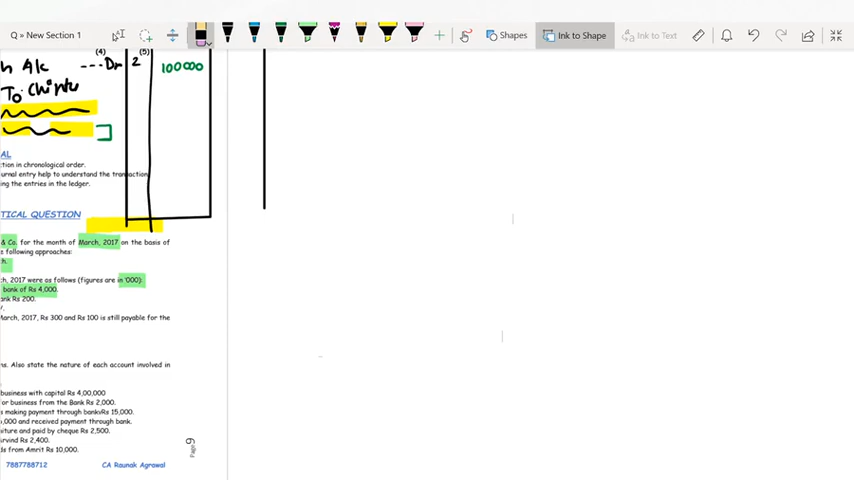 Q » New Section 1
Shapes
Ink to Shape
Ink to Text
(4) (5)
h A/c ---Dr 2 100000
To Chintu
AL
ction in chronological order.
urnal entry help to understand the transaction
ing the entries in the ledger.
TICAL QUESTION
& Co. for the month of March, 2017 on the basis of
s following approaches:
h.
ch, 2017 were as follows (figures are in '000):
bank of Rs 4,000.
ank Rs 200.
March, 2017, Rs 300 and Rs 100 is still payable for the
ns. Also state the nature of each account involved in
business with capital Rs 4,00,000
or business from the Bank Rs 2,000.
s making payment through bankvRs 15,000.
,000 and received payment through bank.
iture and paid by cheque Rs 2,500.
rvind Rs 2,400.
ds from Amrit Rs 10,000.
Page 9
7887788712 CA Raunak Agrawal